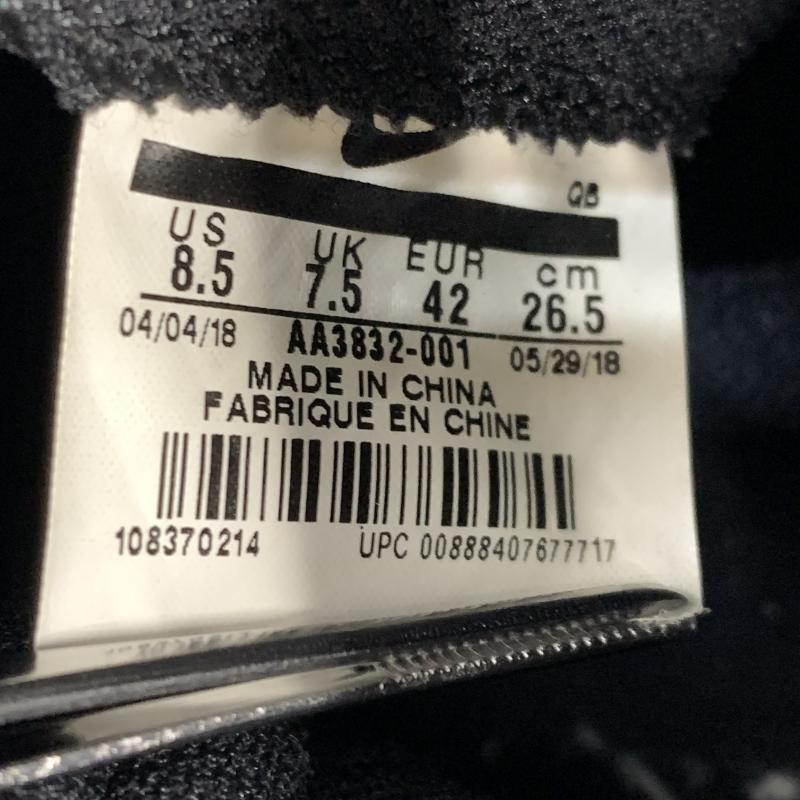 QB
US UK EUR cm
8.5 7.5 42 26.5
04/04/18 AA3832-001 05/29/18
MADE IN CHINA
FABRIQUE EN CHINE
108370214 UPC 00888407677717